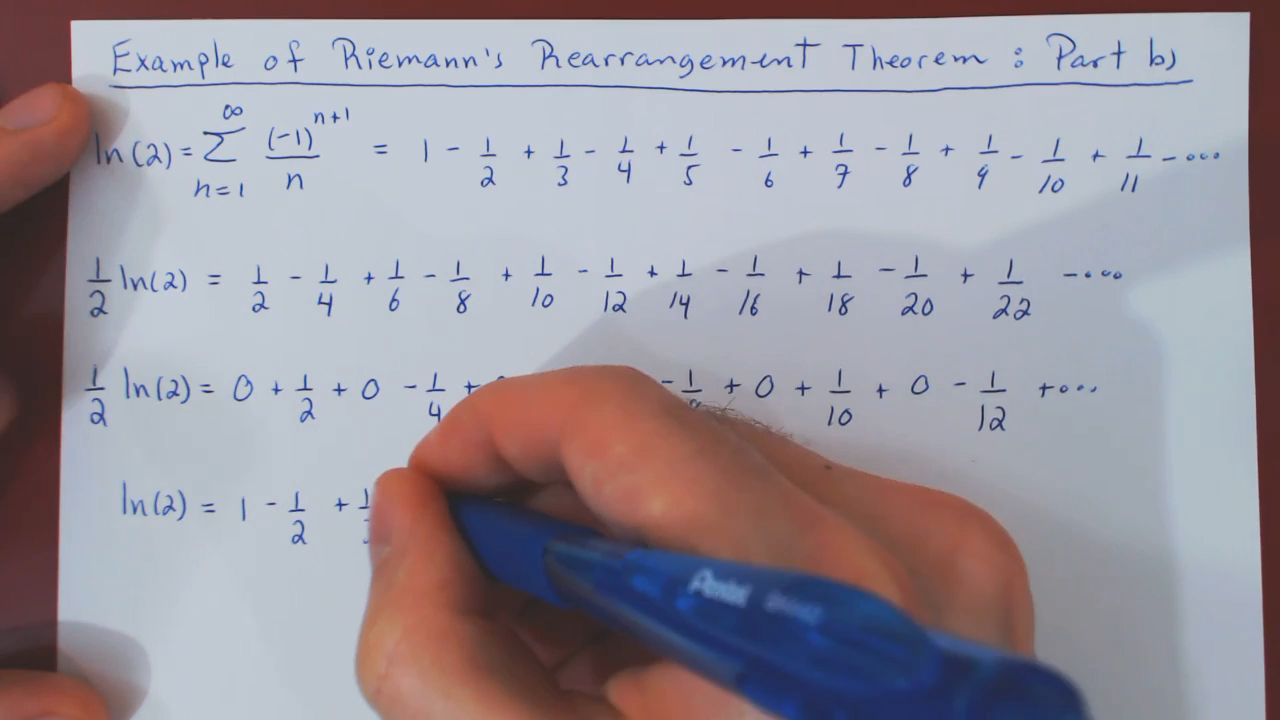 Example of Riemann's Rearrangement Theorem : Part b)
ln(2) = ∑_{n=1}^{∞} (-1)^{n+1}/n = 1 - 1/2 + 1/3 - 1/4 + 1/5 - 1/6 + 1/7 - 1/8 + 1/9 - 1/10 + 1/11 - ...
1/2 ln(2) = 1/2 - 1/4 + 1/6 - 1/8 + 1/10 - 1/12 + 1/14 - 1/16 + 1/18 - 1/20 + 1/22 - ...
1/2 ln(2) = 0 + 1/2 + 0 - 1/4 + - 1/8 + 0 + 1/10 + 0 - 1/12 + ...
ln(2) = 1 - 1/2 + 1/3
Pentel